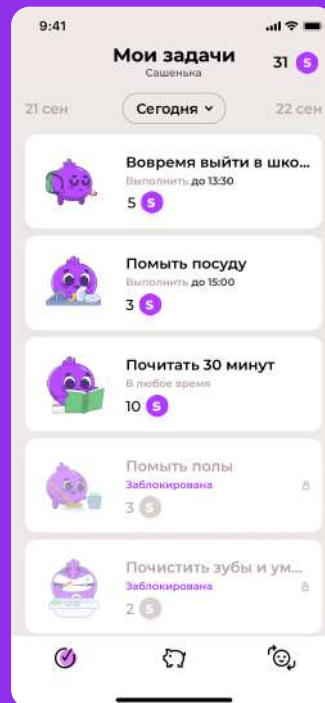 9:41
Мои задачи
Сашенька
31 S
21 сен
Сегодня
22 сен
Вовремя выйти в шко...
Выполнить до 13:30
5 S
Помыть посуду
Выполнить до 15:00
3 S
Почитать 30 минут
В любое время
10 S
Помыть полы
Заблокирована
3 S
Почистить зубы и ум...
Заблокирована
2 S